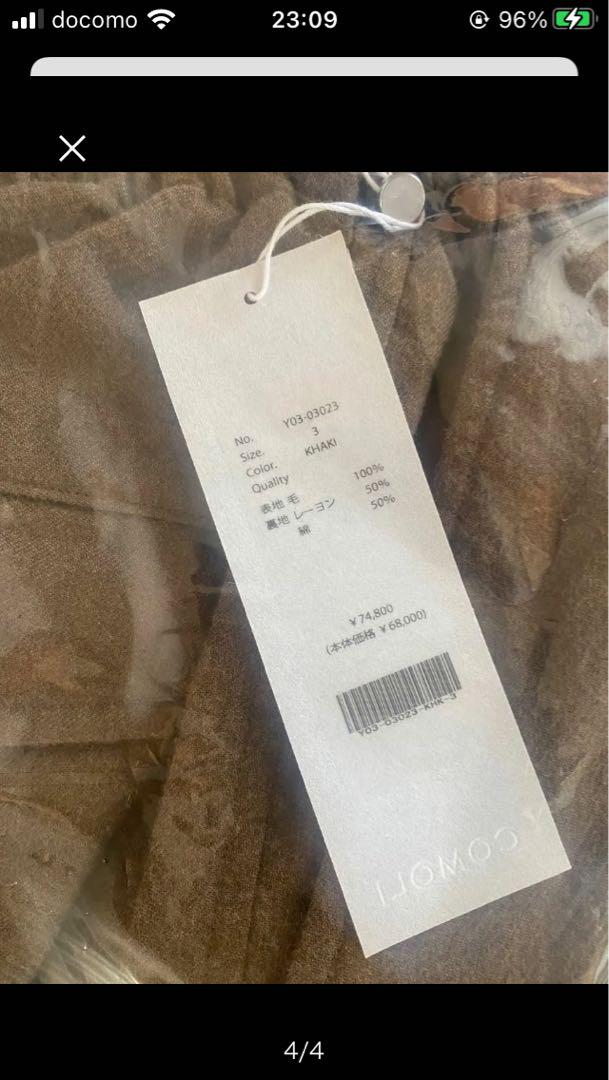 docomo
23:09
96%
No. Y03-03023
Size. 3
Color. KHAKI
Quality
表地 毛 100%
裏地 レーヨン 50%
綿 50%
¥74,800
(本体価格 ¥68,000)
Y03-03023-KHK-3
COMOLI
4/4